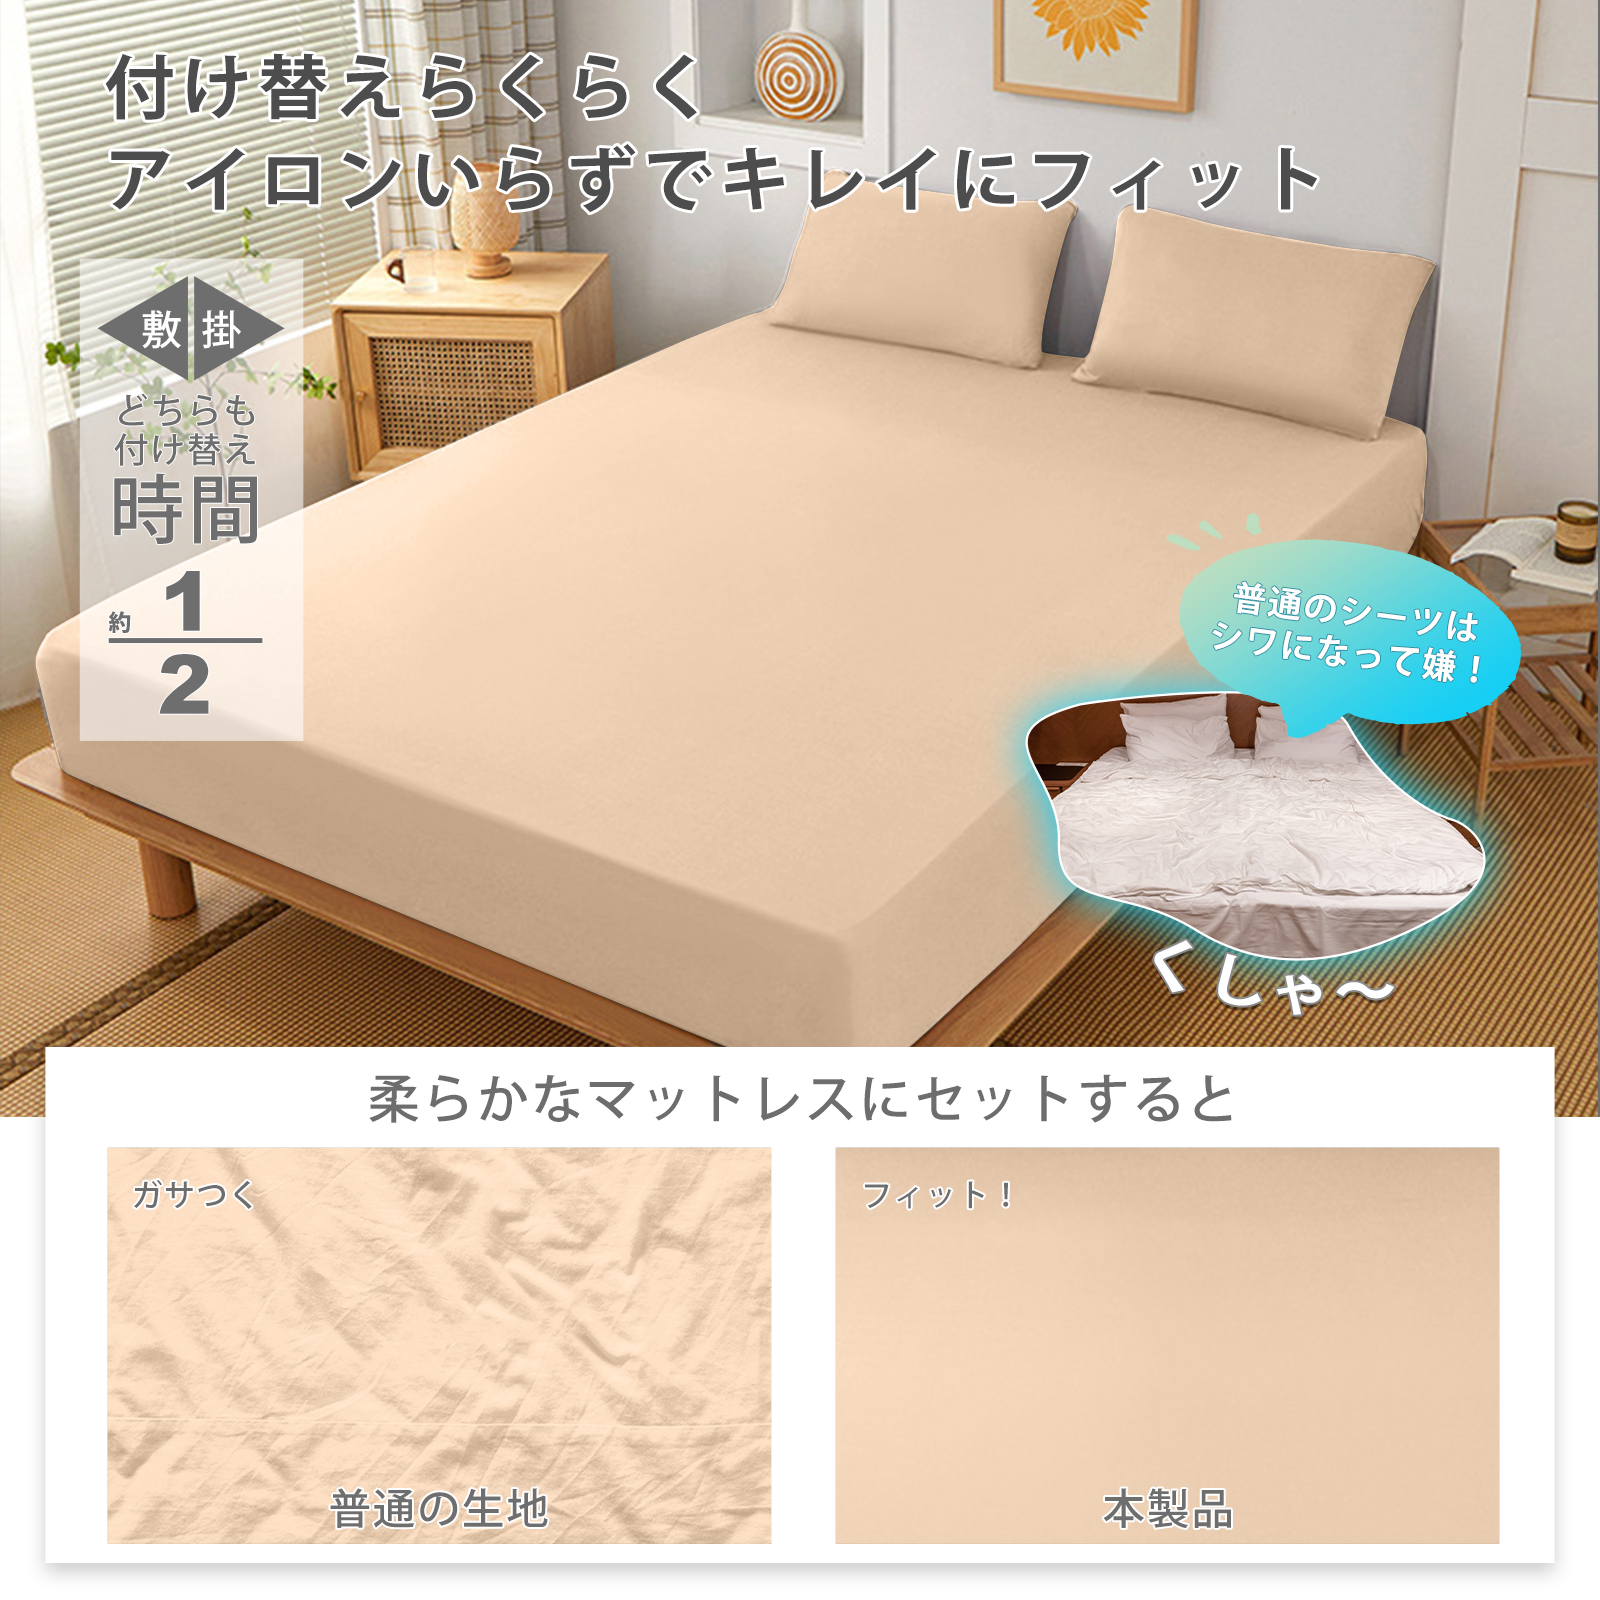 付け替えらくらく
アイロンいらずでキレイにフィット
敷 掛
どちらも
付け替え
時間
約 1
2
普通のシーツは
シワになって嫌！
くしゃ〜
柔らかなマットレスにセットすると
ガサつく
フィット！
普通の生地
本製品